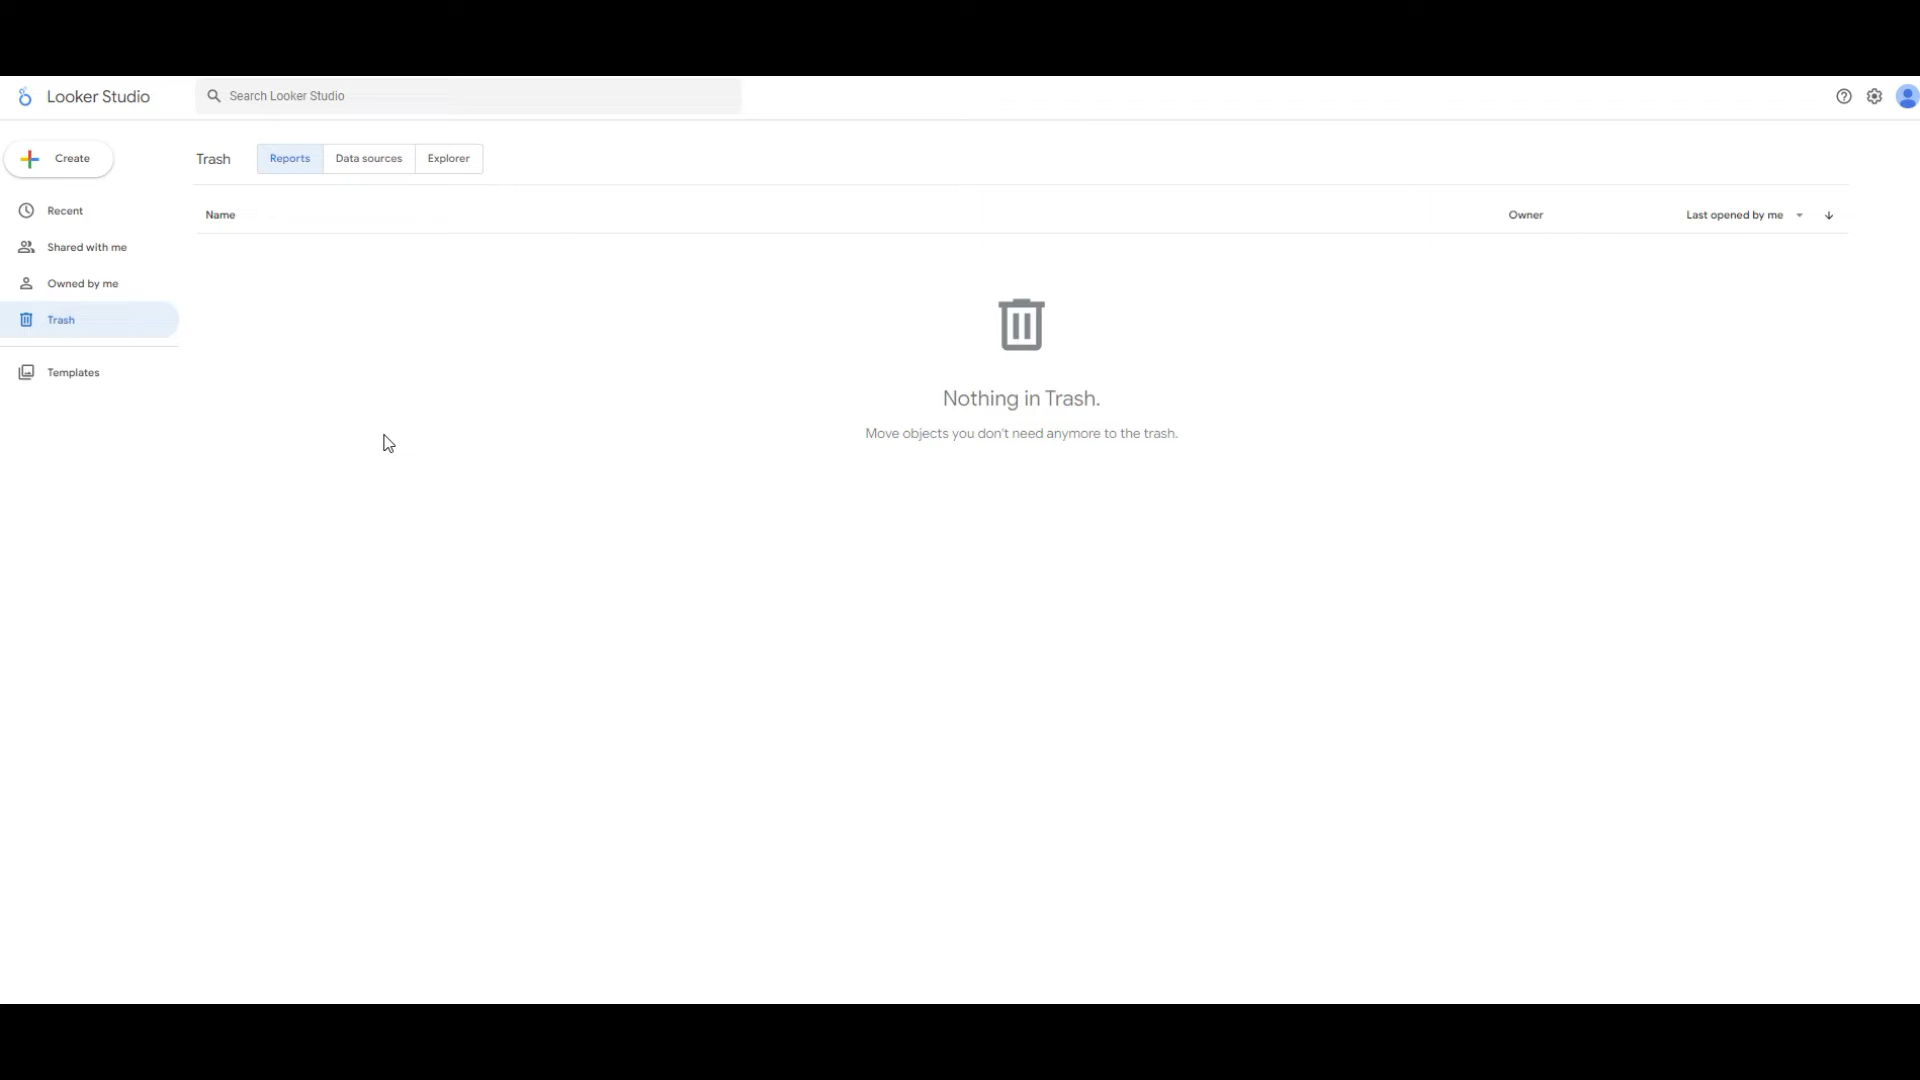 Looker Studio
Search Looker Studio
Create
Trash
Reports
Data sources
Explorer
Recent
Shared with me
Owned by me
Trash
Templates
Name
Owner
Last opened by me
Nothing in Trash.
Move objects you don't need anymore to the trash.